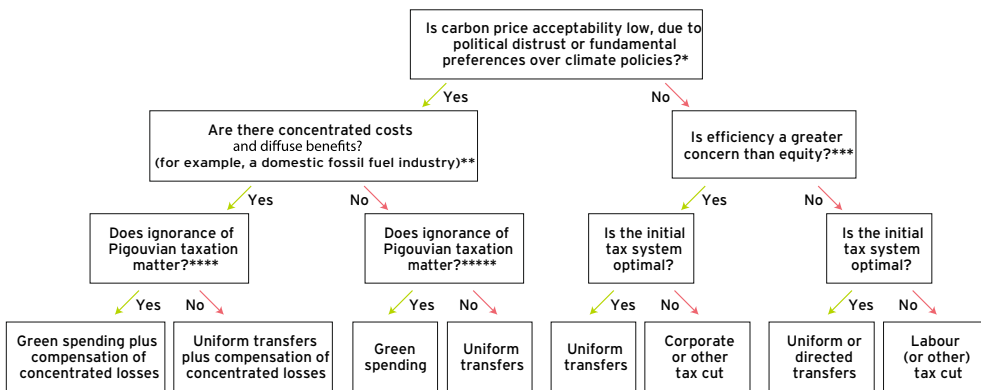 Is carbon price acceptability low, due to
political distrust or fundamental
preferences over climate policies?*
Yes
No
Are there concentrated costs
and diffuse benefits?
(for example, a domestic fossil fuel industry)**
Is efficiency a greater
concern than equity?***
Yes
No
Yes
No
Does ignorance of
Pigouvian taxation
matter?****
Does ignorance of
Pigouvian taxation
matter?*****
Is the initial
tax system
optimal?
Is the initial
tax system
optimal?
Yes
No
Yes
No
Yes
No
Yes
No
Green spending plus
compensation of
concentrated losses
Uniform transfers
plus compensation of
concentrated losses
Green
spending
Uniform
transfers
Uniform
transfers
Corporate
or other
tax cut
Uniform or
directed
transfers
Labour
(or other)
tax cut